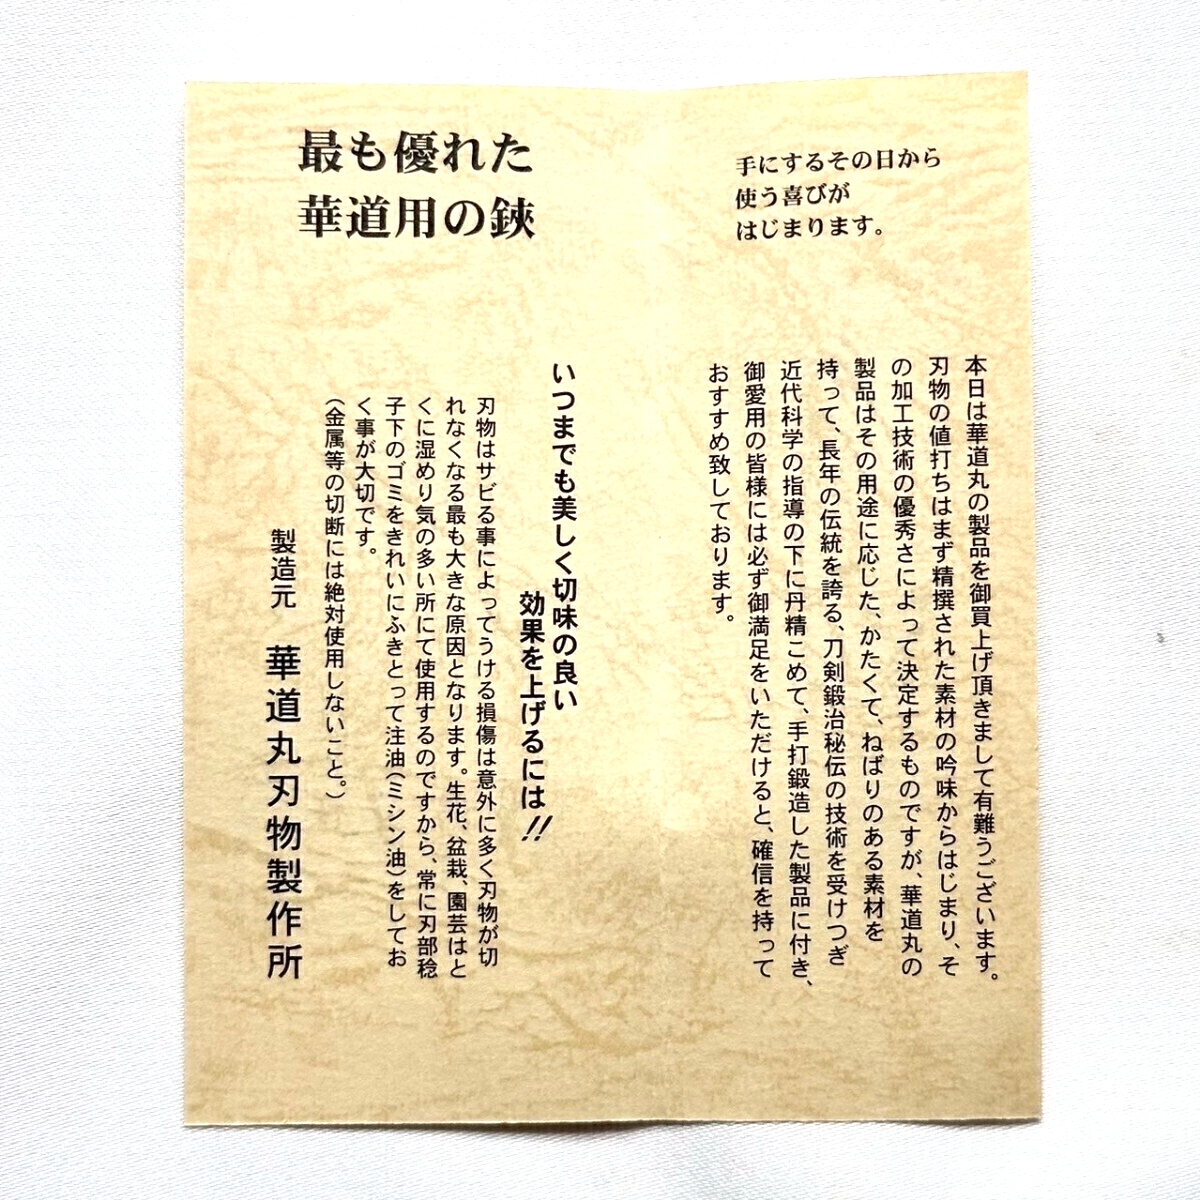 手にするその日から
使う喜びが
はじまります。
本日は華道丸の製品を御買上げ頂きまして有難うございます。
刃物の値打ちはまず精撰された素材の吟味からはじまり、そ
の加工技術の優秀さによって決定するものですが、華道丸の
製品はその用途に応じた、かたくて、ねばりのある素材を
持って、長年の伝統を誇る、刀剣鍛治秘伝の技術を受けつぎ
近代科学の指導の下に丹精こめて、手打鍛造した製品に付き、
御愛用の皆様には必ず御満足をいただけると、確信を持って
おすすめ致しております。
最も優れた
華道用の鋏
いつまでも美しく切味の良い
効果を上げるには!!
刃物はサビる事によってうける損傷は意外に多く刃物が切
れなくなる最も大きな原因となります。生花、盆栽、園芸はと
くに湿めり気の多い所にて使用するのですから、常に刃部稔
子下のゴミをきれいにふきとって注油(ミシン油)をしてお
く事が大切です。
(金属等の切断には絶対使用しないこと。)
製造元 華道丸刃物製作所